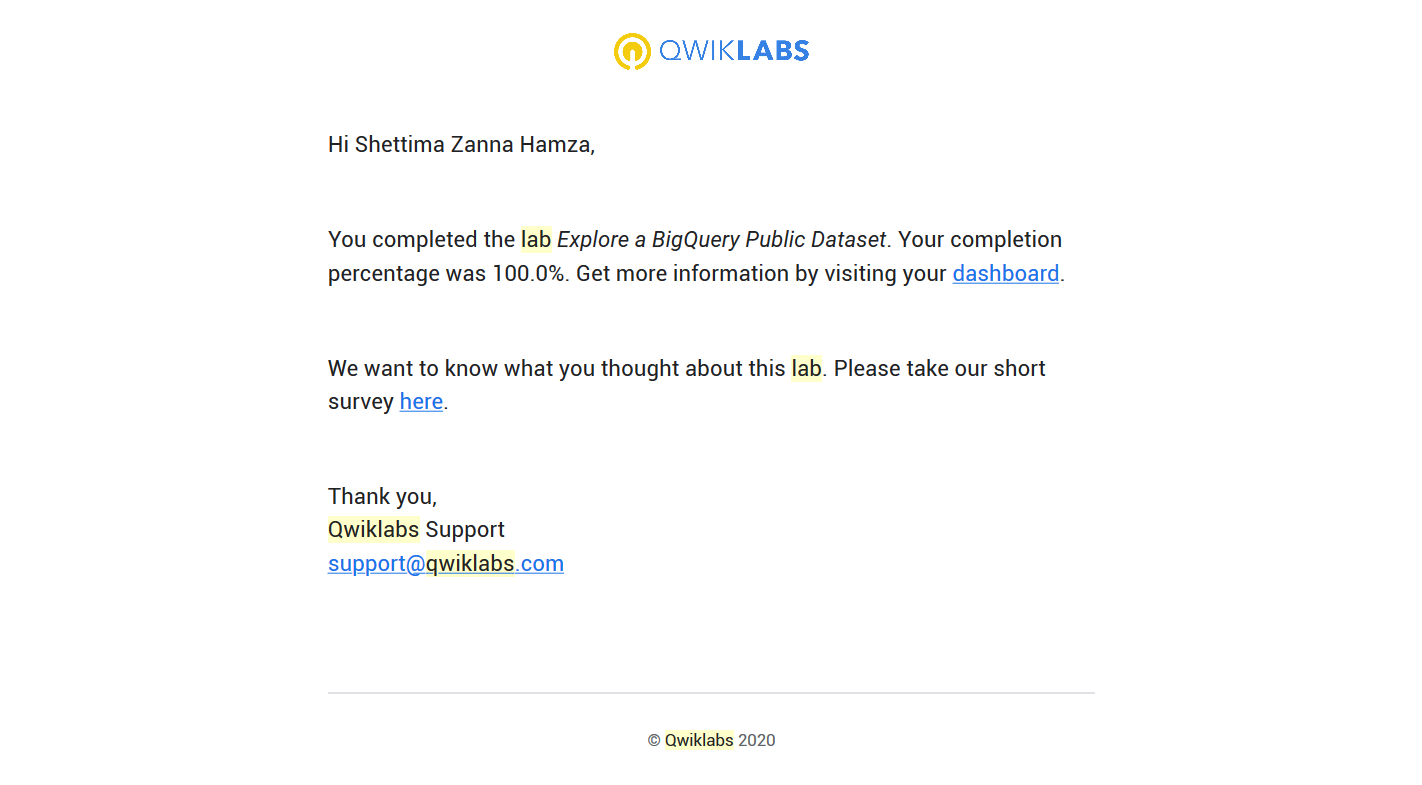 QWIKLABS
Hi Shettima Zanna Hamza,
You completed the lab Explore a BigQuery Public Dataset. Your completion
percentage was 100.0%. Get more information by visiting your dashboard.
We want to know what you thought about this lab. Please take our short
survey here.
Thank you,
Qwiklabs Support
support@qwiklabs.com
© Qwiklabs 2020